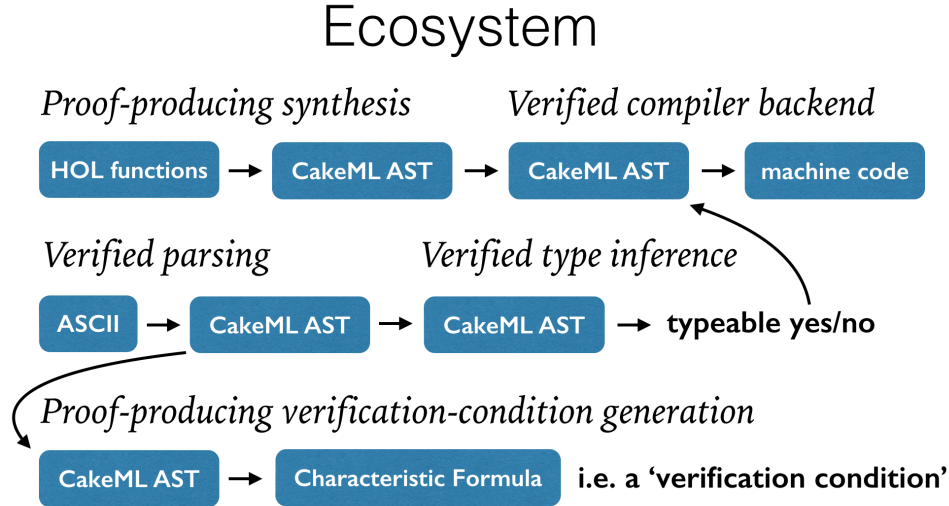 Ecosystem
Proof-producing synthesis Verified compiler backend
HOL functions CakeML AST CakeML AST machine code
Verified parsing Verified type inference
ASCII CakeML AST CakeML AST typeable yes/no
Proof-producing verification-condition generation
CakeML AST Characteristic Formula i.e. a ‘verification condition’